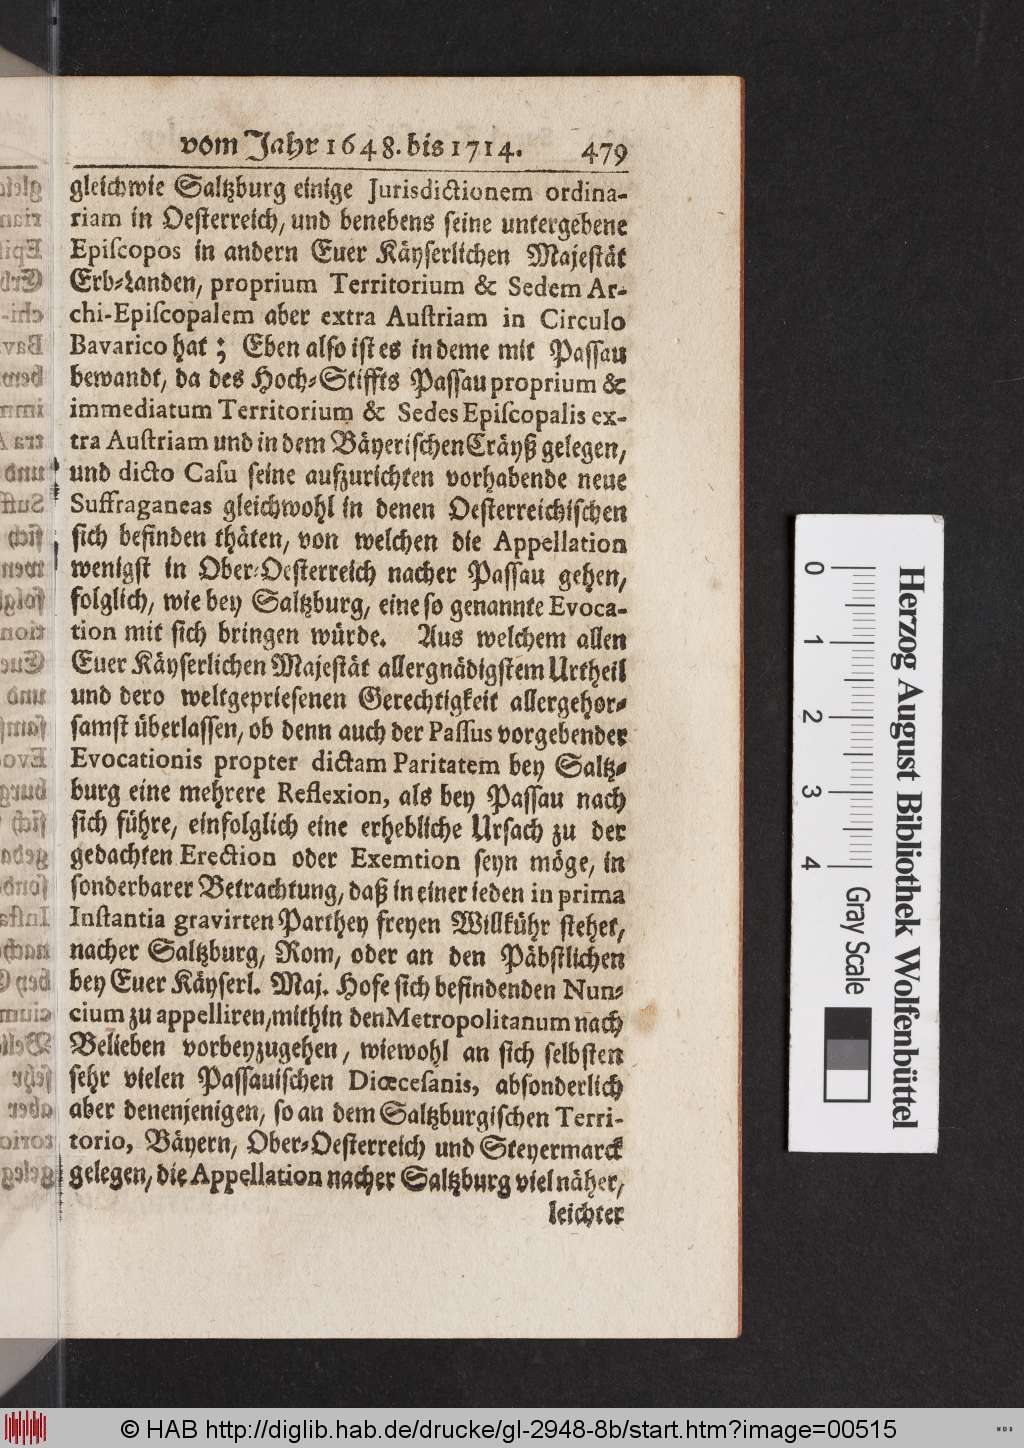 vom Jahr 1648. bis 1714. 479
gleichwie Saltzburg einige Jurisdictionem ordina-
riam in Oesterreich, und benebens seine untergebene
Episcopos in andern Euer Käyserlichen Majestät
Erb-Landen, proprium Territorium & Sedem Ar-
chi-Episcopalem aber extra Austriam in Circulo
Bavarico hat; Eben also ist es in deme mit Passau
bewandt, da des Hoch-Stiffts Passau proprium &
immediatum Territorium & Sedes Episcopalis ex-
tra Austriam und in dem Bäyerischen Cräyß gelegen,
und dicto Casu seine aufzurichten vorhabende neue
Suffraganeas gleichwohl in denen Oesterreichischen
sich befinden thäten, von welchen die Appellation
wenigst in Ober-Oesterreich nacher Passau gehen,
folglich, wie bey Saltzburg, eine so genannte Evoca-
tion mit sich bringen würde. Aus welchem allen
Euer Käyserlichen Majestät allergnädigstem Urtheil
und dero weltgepriesenen Gerechtigkeit allergehor-
samst überlassen, ob denn auch der Passus vorgebender
Evocationis propter dictam Paritatem bey Saltz-
burg eine mehrere Reflexion, als bey Passau nach
sich führe, einfolglich eine erhebliche Ursach zu der
gedachten Erection oder Exemtion seyn möge, in
sonderbarer Betrachtung, daß in einer ieden in prima
Instantia gravirten Parthey freyen Willkühr stehet,
nacher Saltzburg, Rom, oder an den Päbstlichen
bey Euer Käyserl. Maj. Hofe sich befindenden Nun-
cium zu appelliren, mithin den Metropolitanum nach
Belieben vorbeyzugehen, wiewohl an sich selbsten
sehr vielen Passauischen Diœcesanis, absonderlich
aber denenjenigen, so an dem Saltzburgischen Terri-
torio, Bäyern, Ober-Oesterreich und Steyermarck
gelegen, die Appellation nacher Saltzburg viel näher,
leichter
0 1 2 3 4 Gray Scale
Herzog August Bibliothek Wolfenbüttel
© HAB http://diglib.hab.de/drucke/gl-2948-8b/start.htm?image=00515